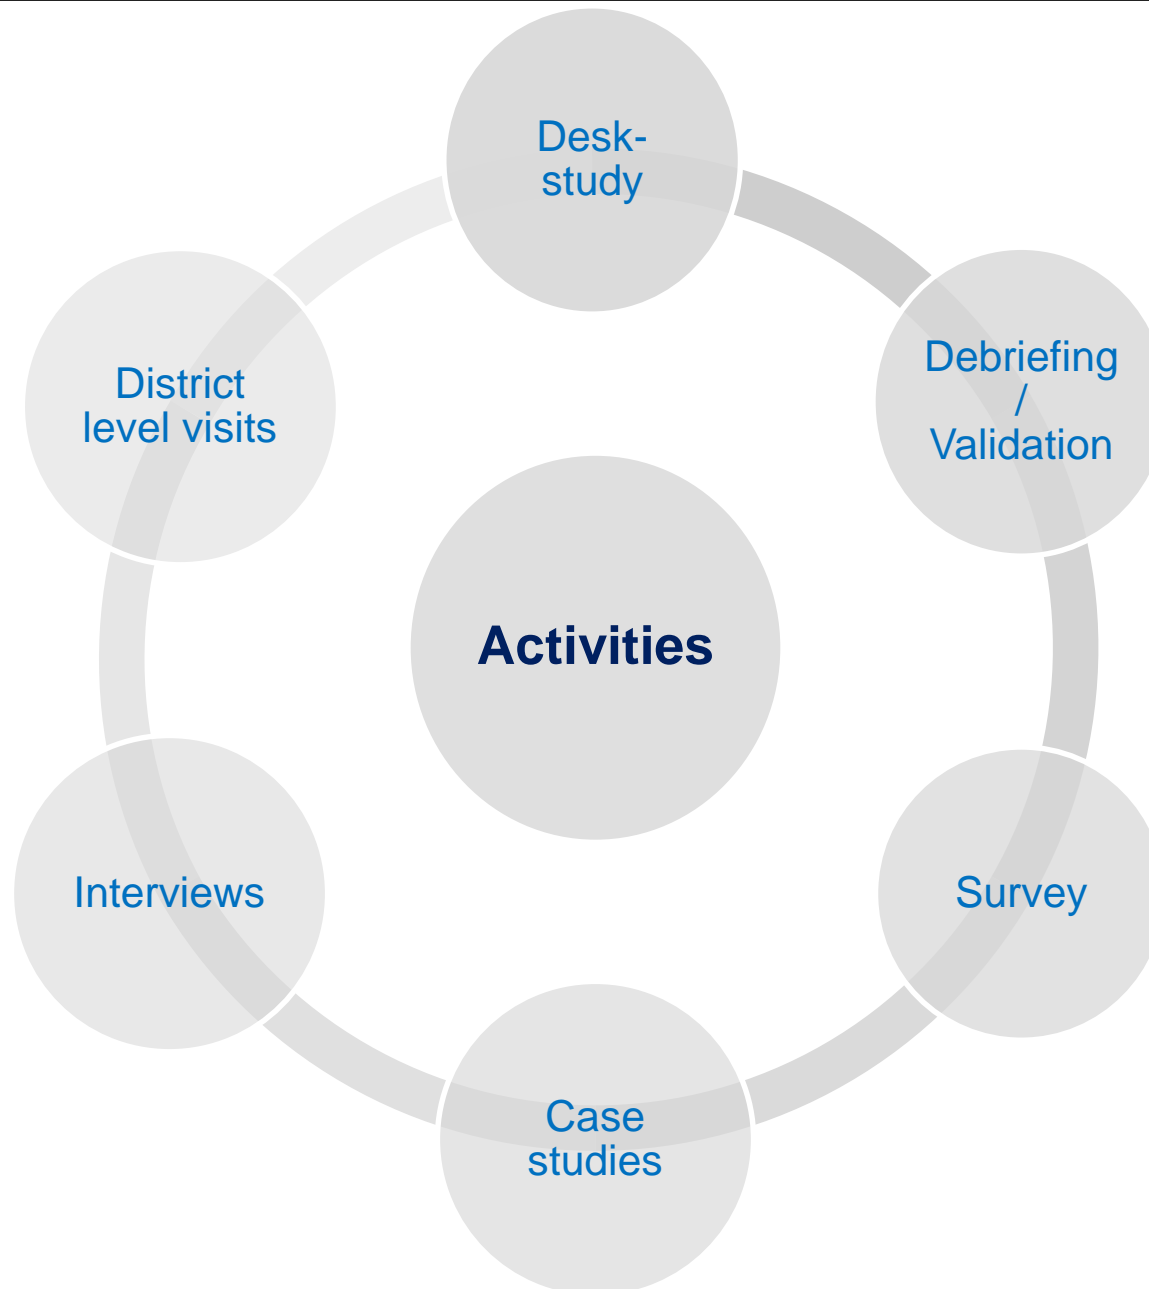 Desk-
study
Debriefing
/
Validation
District
level visits
Activities
Interviews
Survey
Case
studies